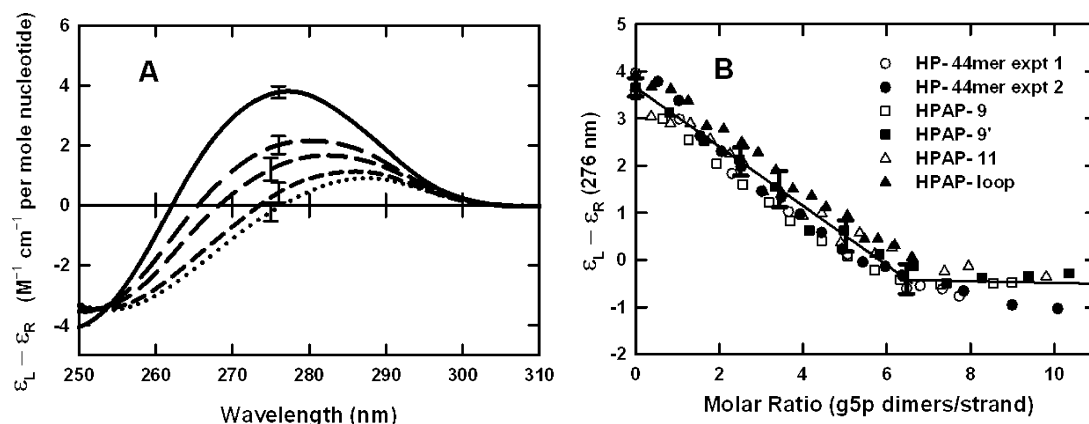 A
ε_L − ε_R (M⁻¹ cm⁻¹ per mole nucleotide)
6
4
2
0
-2
-4
250 260 270 280 290 300 310
Wavelength (nm)
B
ε_L − ε_R (276 nm)
5
4
3
2
1
0
-1
-2
0 2 4 6 8 10
Molar Ratio (g5p dimers/strand)
HP-44mer expt 1
HP-44mer expt 2
HPAP-9
HPAP-9'
HPAP-11
HPAP-loop